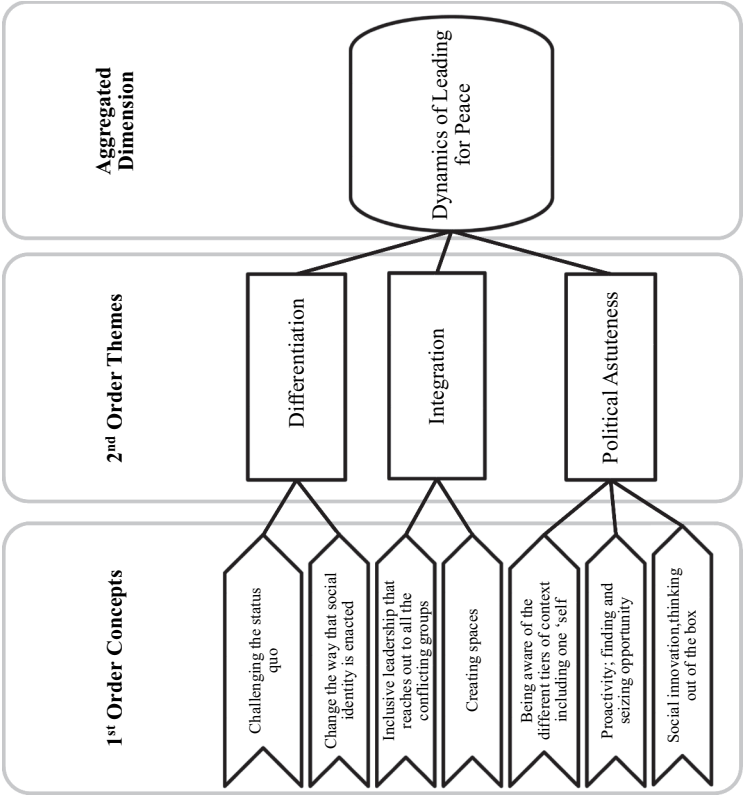 1st Order Concepts
2nd Order Themes
Aggregated
Dimension
Challenging the status
quo
Change the way that social
identity is enacted
Inclusive leadership that
reaches out to all the
conflicting groups
Creating spaces
Being aware of the
different tiers of context
including one ‘self
Proactivity; finding and
seizing opportunity
Social innovation,thinking
out of the box
Differentiation
Integration
Political Astuteness
Dynamics of Leading
for Peace